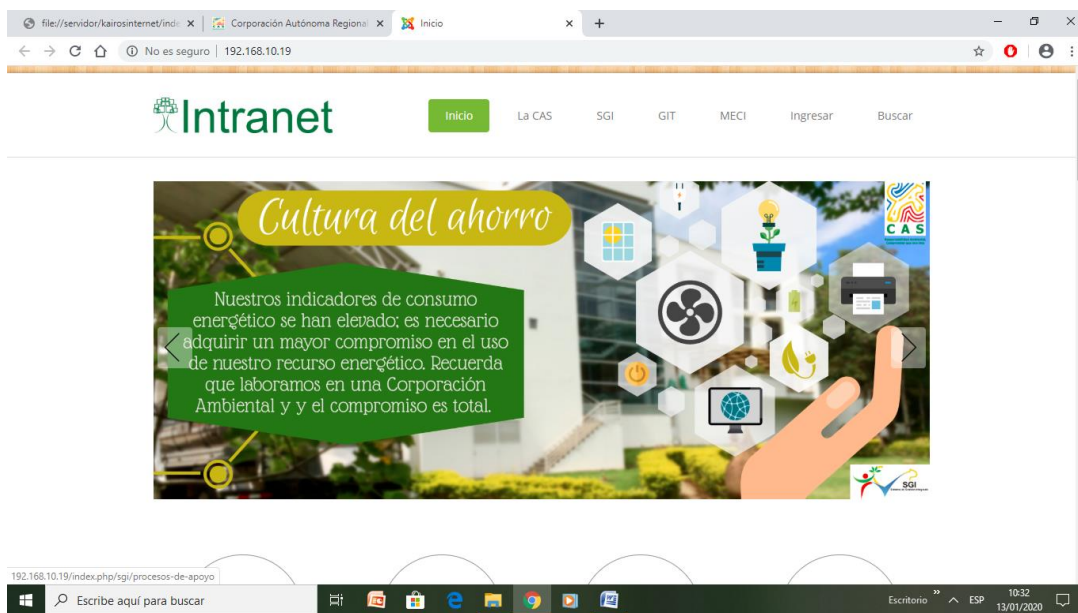 file://servidor/kairosinternet/inde
Corporación Autónoma Regional
Inicio
No es seguro | 192.168.10.19
Intranet
Inicio
La CAS
SGI
GIT
MECI
Ingresar
Buscar
Cultura del ahorro
CAS
Nuestros indicadores de consumo
energético se han elevado; es necesario
adquirir un mayor compromiso en el uso
de nuestro recurso energético. Recuerda
que laboramos en una Corporación
Ambiental y y el compromiso es total.
SGI
192.168.10.19/index.php/sgi/procesos-de-apoyo
Escribe aquí para buscar
Escritorio
ESP
10:32
13/01/2020